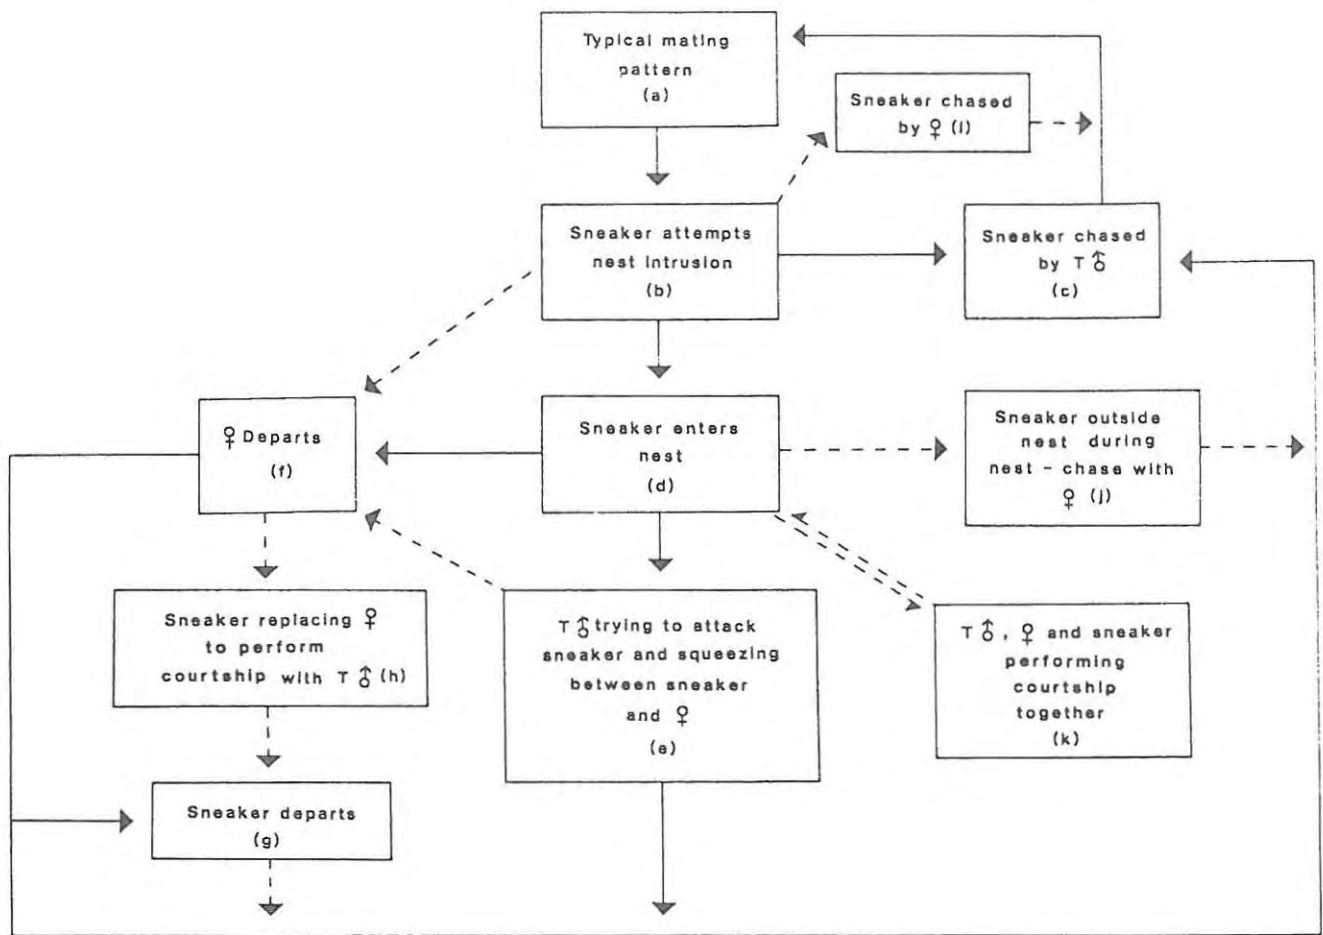 Typical mating
pattern
(a)
Sneaker chased
by ♀ (i)
Sneaker attempts
nest intrusion
(b)
Sneaker chased
by T ♂
(c)
♀ Departs
(f)
Sneaker enters
nest
(d)
Sneaker outside
nest during
nest - chase with
♀ (j)
Sneaker replacing ♀
to perform
courtship with T ♂ (h)
T ♂ trying to attack
sneaker and squeezing
between sneaker
and ♀
(e)
T ♂, ♀ and sneaker
performing
courtship
together
(k)
Sneaker departs
(g)